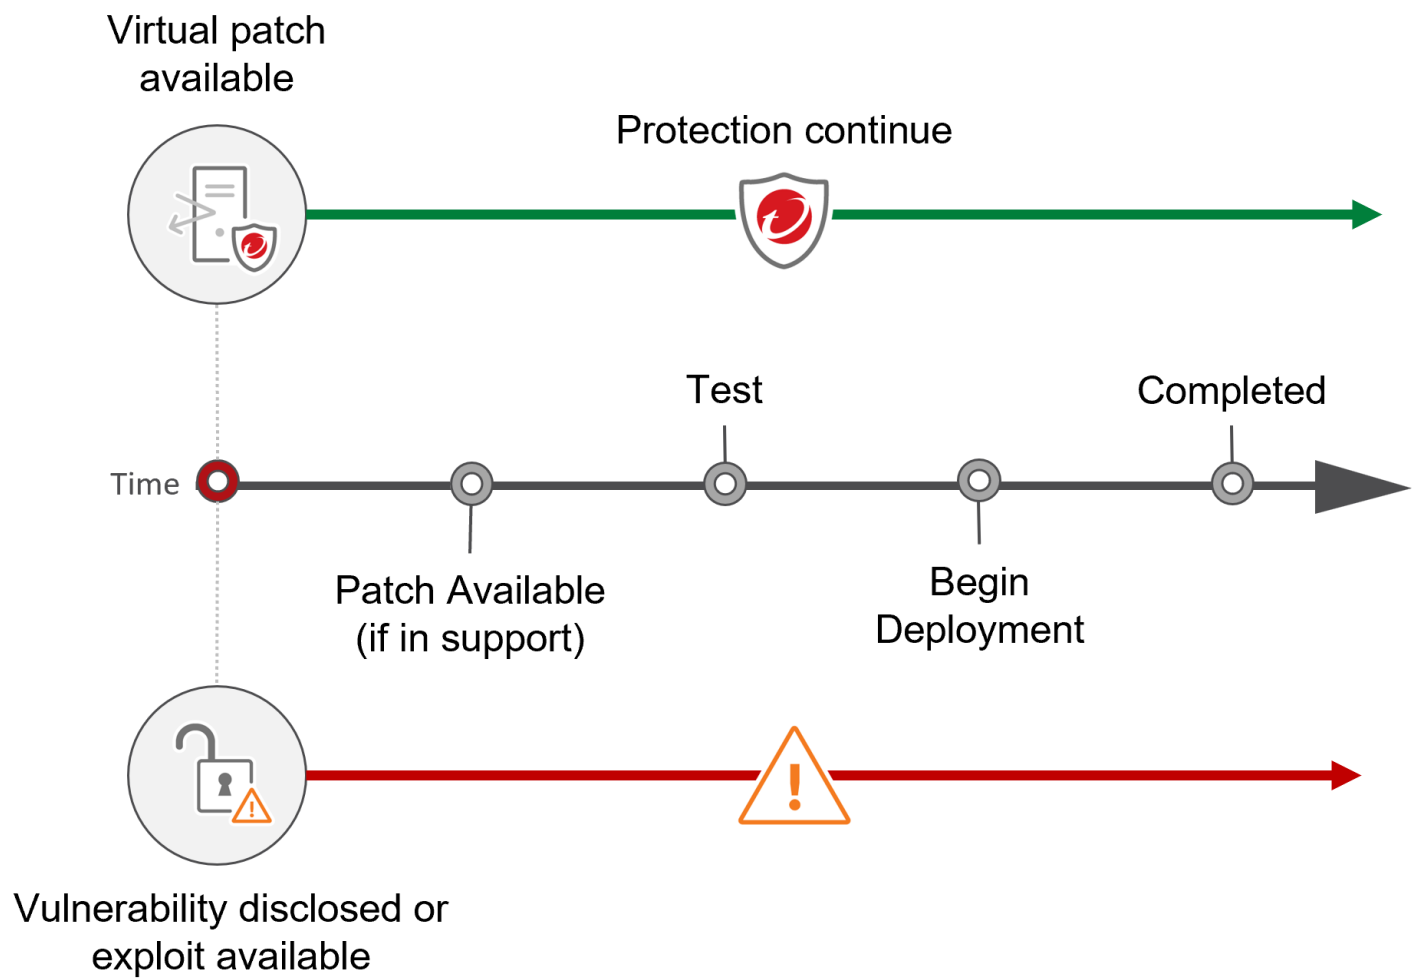 Virtual patch
available
Protection continue
Test
Completed
Time
Patch Available
(if in support)
Begin
Deployment
Vulnerability disclosed or
exploit available